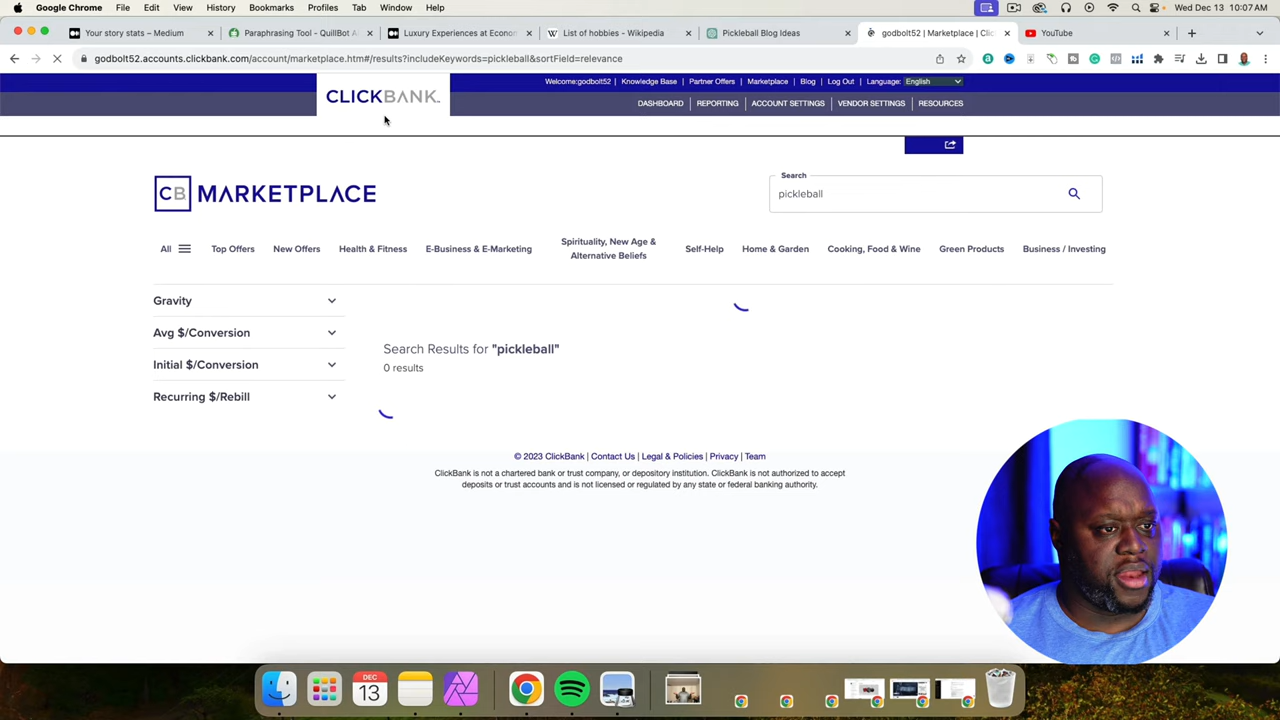 Google Chrome File Edit View History Bookmarks Profiles Tab Window Help Wed Dec 13 10:07 AM
Your story stats – Medium × Paraphrasing Tool - QuillBot A × Luxury Experiences at Econom × List of hobbies - Wikipedia × Pickleball Blog Ideas × godbolt52 | Marketplace | Clic × YouTube ×
godbolt52.accounts.clickbank.com/account/marketplace.htm#/results?includeKeywords=pickleball&sortField=relevance
Welcome:godbolt52 | Knowledge Base | Partner Offers | Marketplace | Blog | Log Out | Language: English
CLICKBANK
DASHBOARD | REPORTING | ACCOUNT SETTINGS | VENDOR SETTINGS | RESOURCES
CB MARKETPLACE
Search
pickleball
All Top Offers New Offers Health & Fitness E-Business & E-Marketing Spirituality, New Age & Self-Help Home & Garden Cooking, Food & Wine Green Products Business / Investing
Alternative Beliefs
Gravity
Avg $/Conversion
Initial $/Conversion
Recurring $/Rebill
Search Results for "pickleball"
0 results
© 2023 ClickBank | Contact Us | Legal & Policies | Privacy | Team
ClickBank is not a chartered bank or trust company, or depository institution. ClickBank is not authorized to accept
deposits or trust accounts and is not licensed or regulated by any state or federal banking authority.
DEC
13